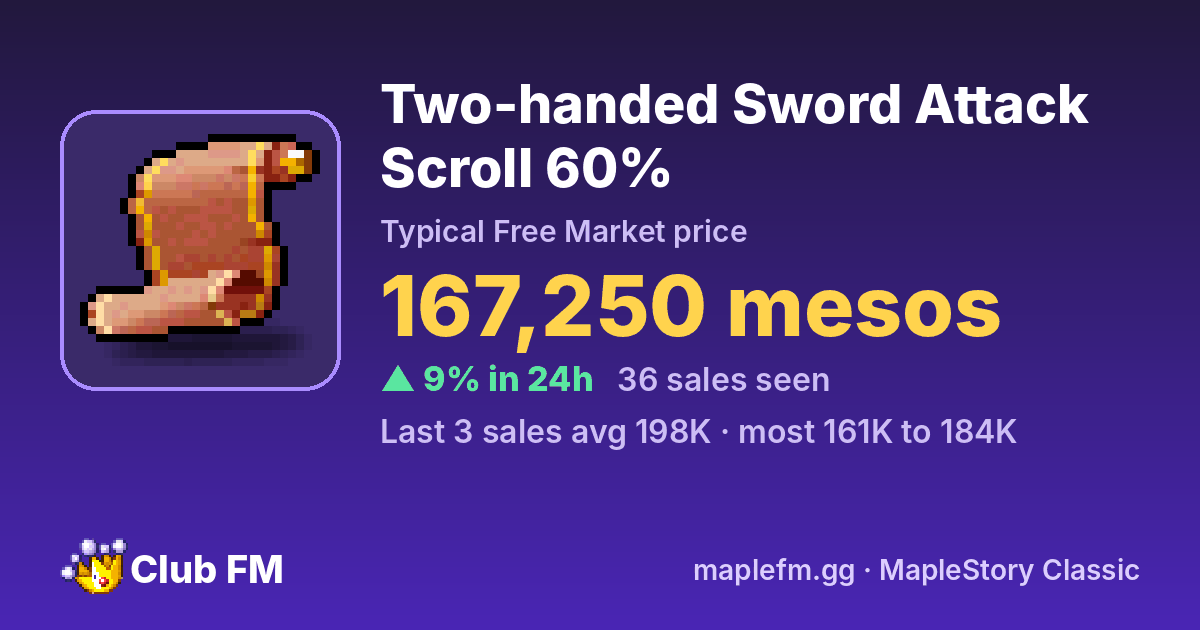 Two-handed Sword Attack
Scroll 60%
Typical Free Market price
167,250 mesos
▲ 9% in 24h 36 sales seen
Last 3 sales avg 198K · most 161K to 184K
Club FM
maplefm.gg · MapleStory Classic